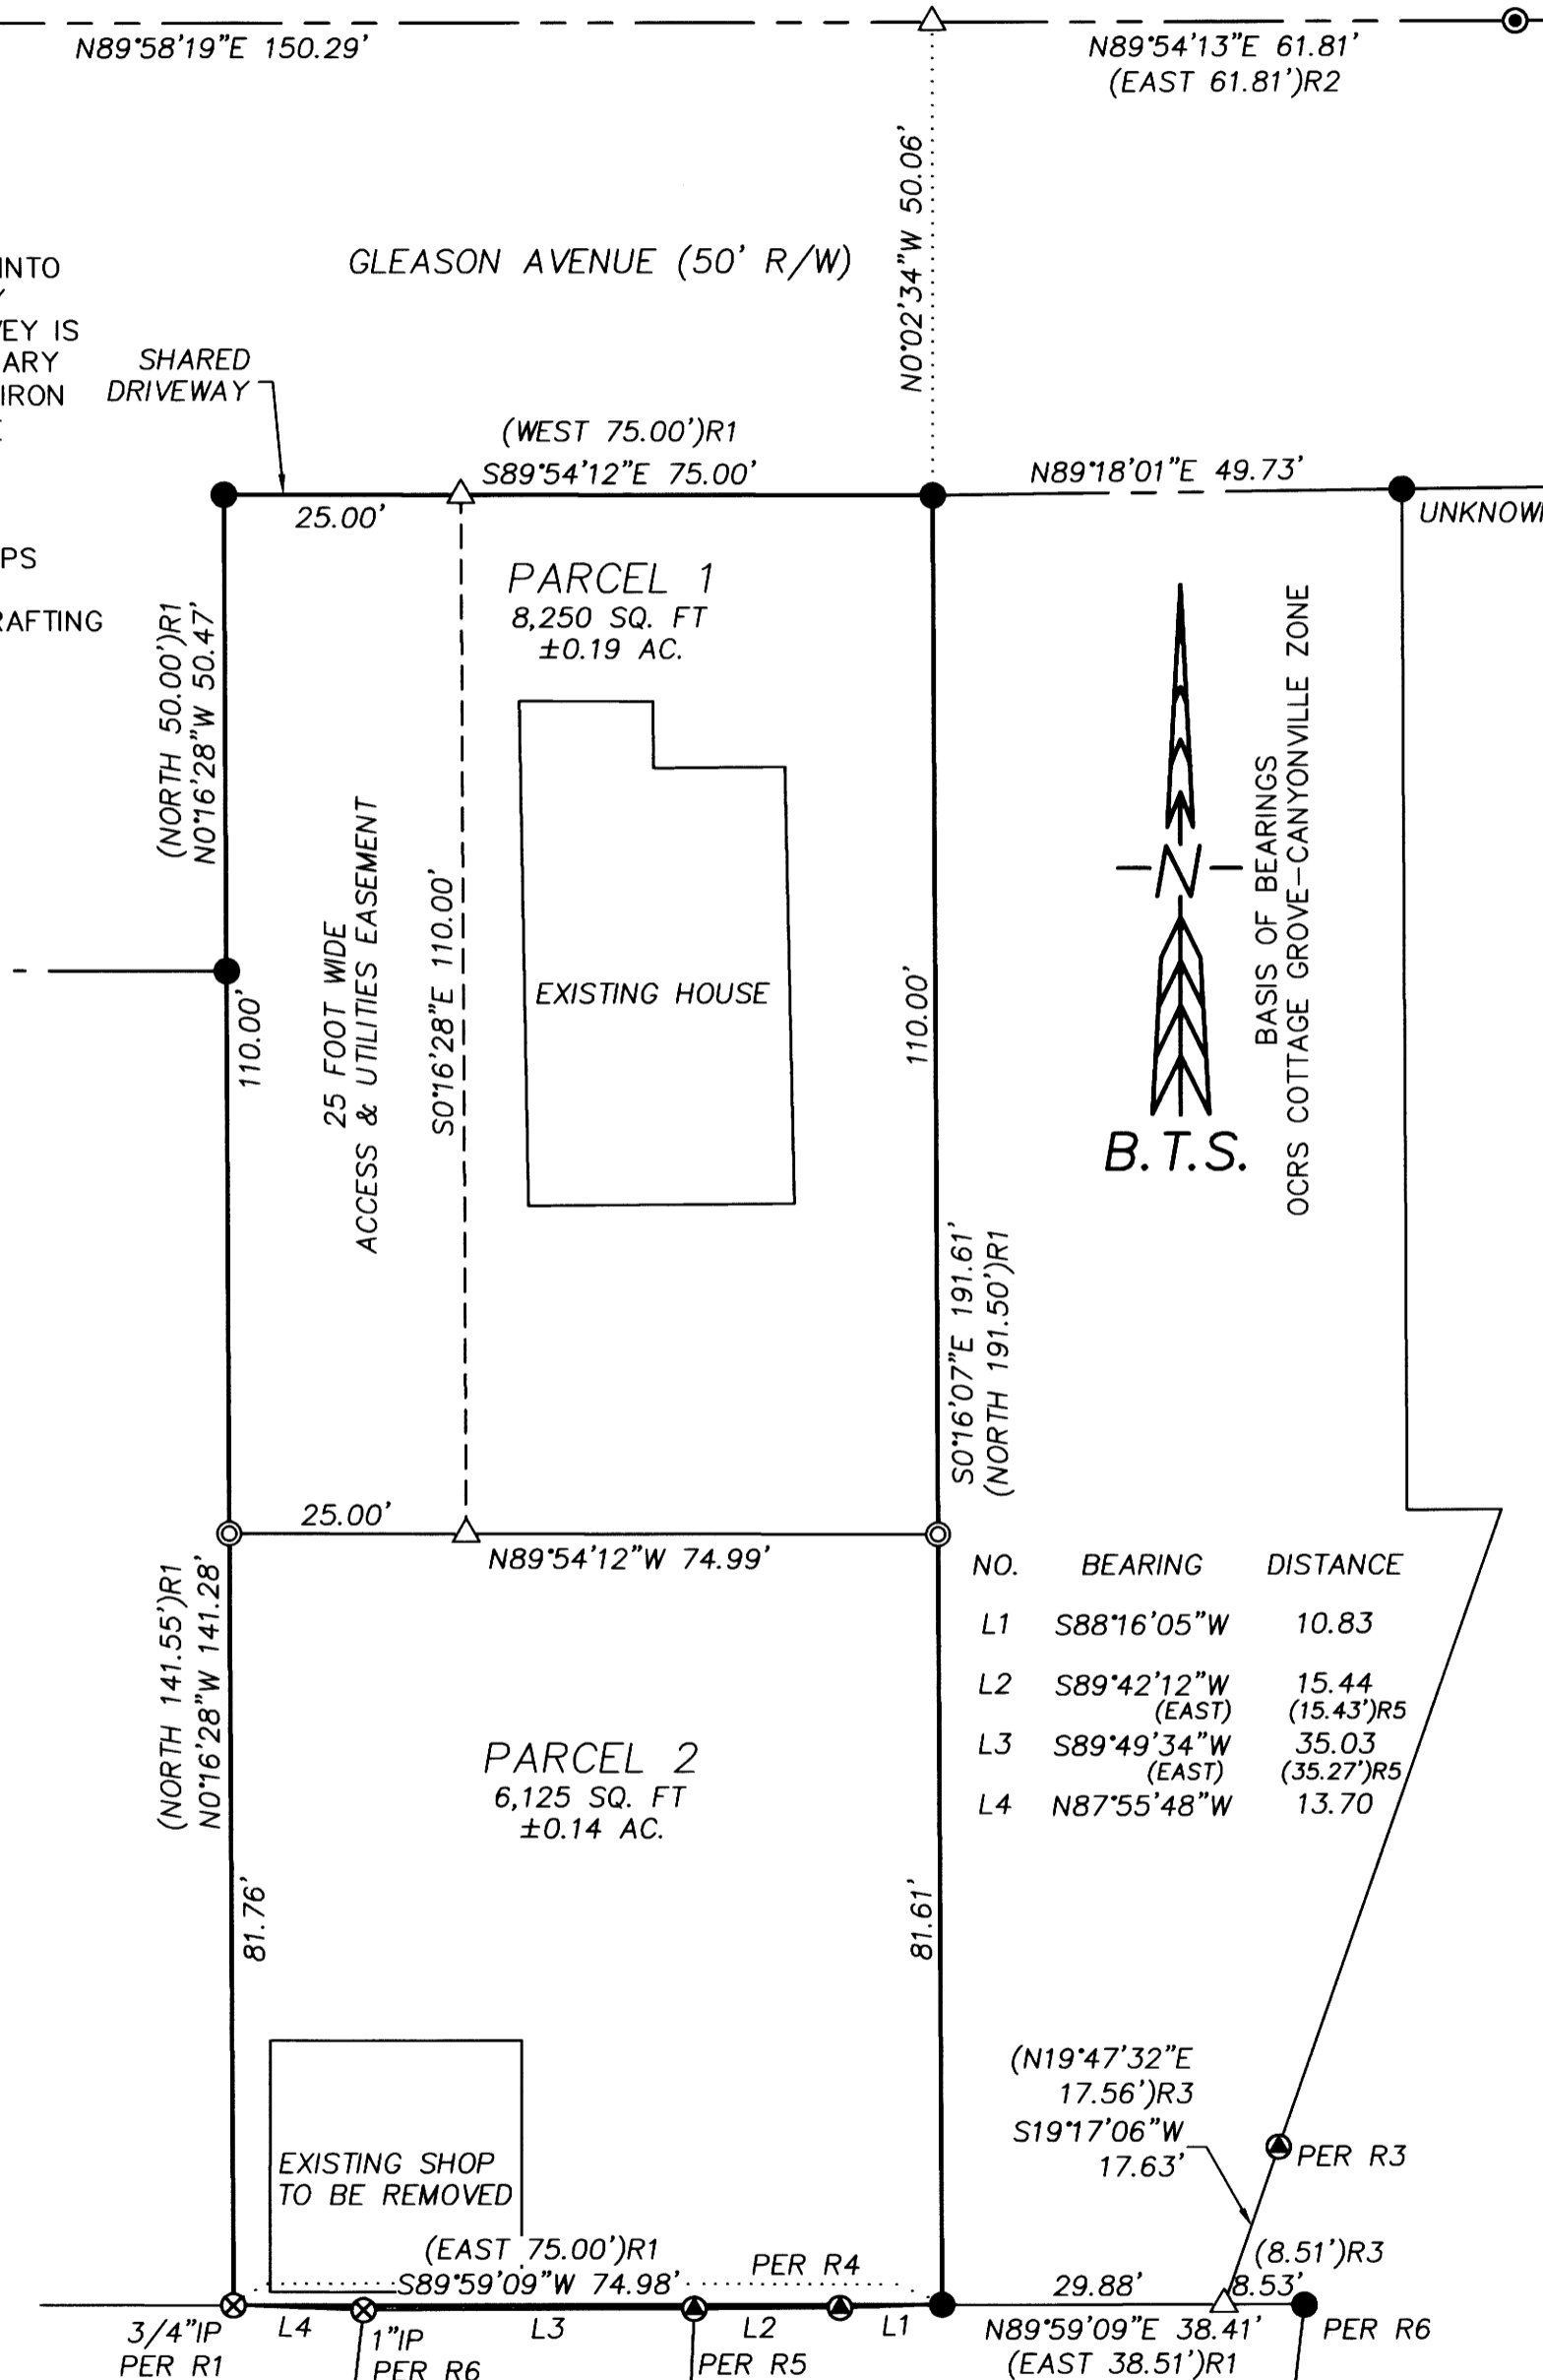 N89°58'19"E 150.29'
N89°54'13"E 61.81'
(EAST 61.81')R2
N0°02'34"W 50.06'
GLEASON AVENUE (50' R/W)
INTO
EY IS
ARY
IRON
SHARED
DRIVEWAY
(WEST 75.00')R1
S89°54'12"E 75.00'
N89°18'01"E 49.73'
25.00'
UNKNOW
PS
RAFTING
PARCEL 1
8,250 SQ. FT
±0.19 AC.
(NORTH 50.00')R1
N0°16'28"W 50.47'
25 FOOT WIDE
ACCESS & UTILITIES EASEMENT
S0°16'28"E 110.00'
EXISTING HOUSE
110.00'
110.00'
N
B.T.S.
BASIS OF BEARINGS
OCRS COTTAGE GROVE-CANYONVILLE ZONE
S0°16'07"E 191.61'
(NORTH 191.50')R1
25.00'
N89°54'12"W 74.99'
(NORTH 141.55')R1
N0°16'28"W 141.28'
NO. BEARING DISTANCE
L1 S88°16'05"W 10.83
L2 S89°42'12"W 15.44
(EAST) (15.43')R5
L3 S89°49'34"W 35.03
(EAST) (35.27')R5
L4 N87°55'48"W 13.70
PARCEL 2
6,125 SQ. FT
±0.14 AC.
81.76'
81.61'
EXISTING SHOP
TO BE REMOVED
(N19°47'32"E
17.56')R3
S19°17'06"W
17.63'
PER R3
(EAST 75.00')R1
S89°59'09"W 74.98'
PER R4
(8.51')R3
29.88'
8.53'
3/4"IP
PER R1
L4
1"IP
PER R6
L3
PER R5
L2
L1
N89°59'09"E 38.41'
(EAST 38.51')R1
PER R6